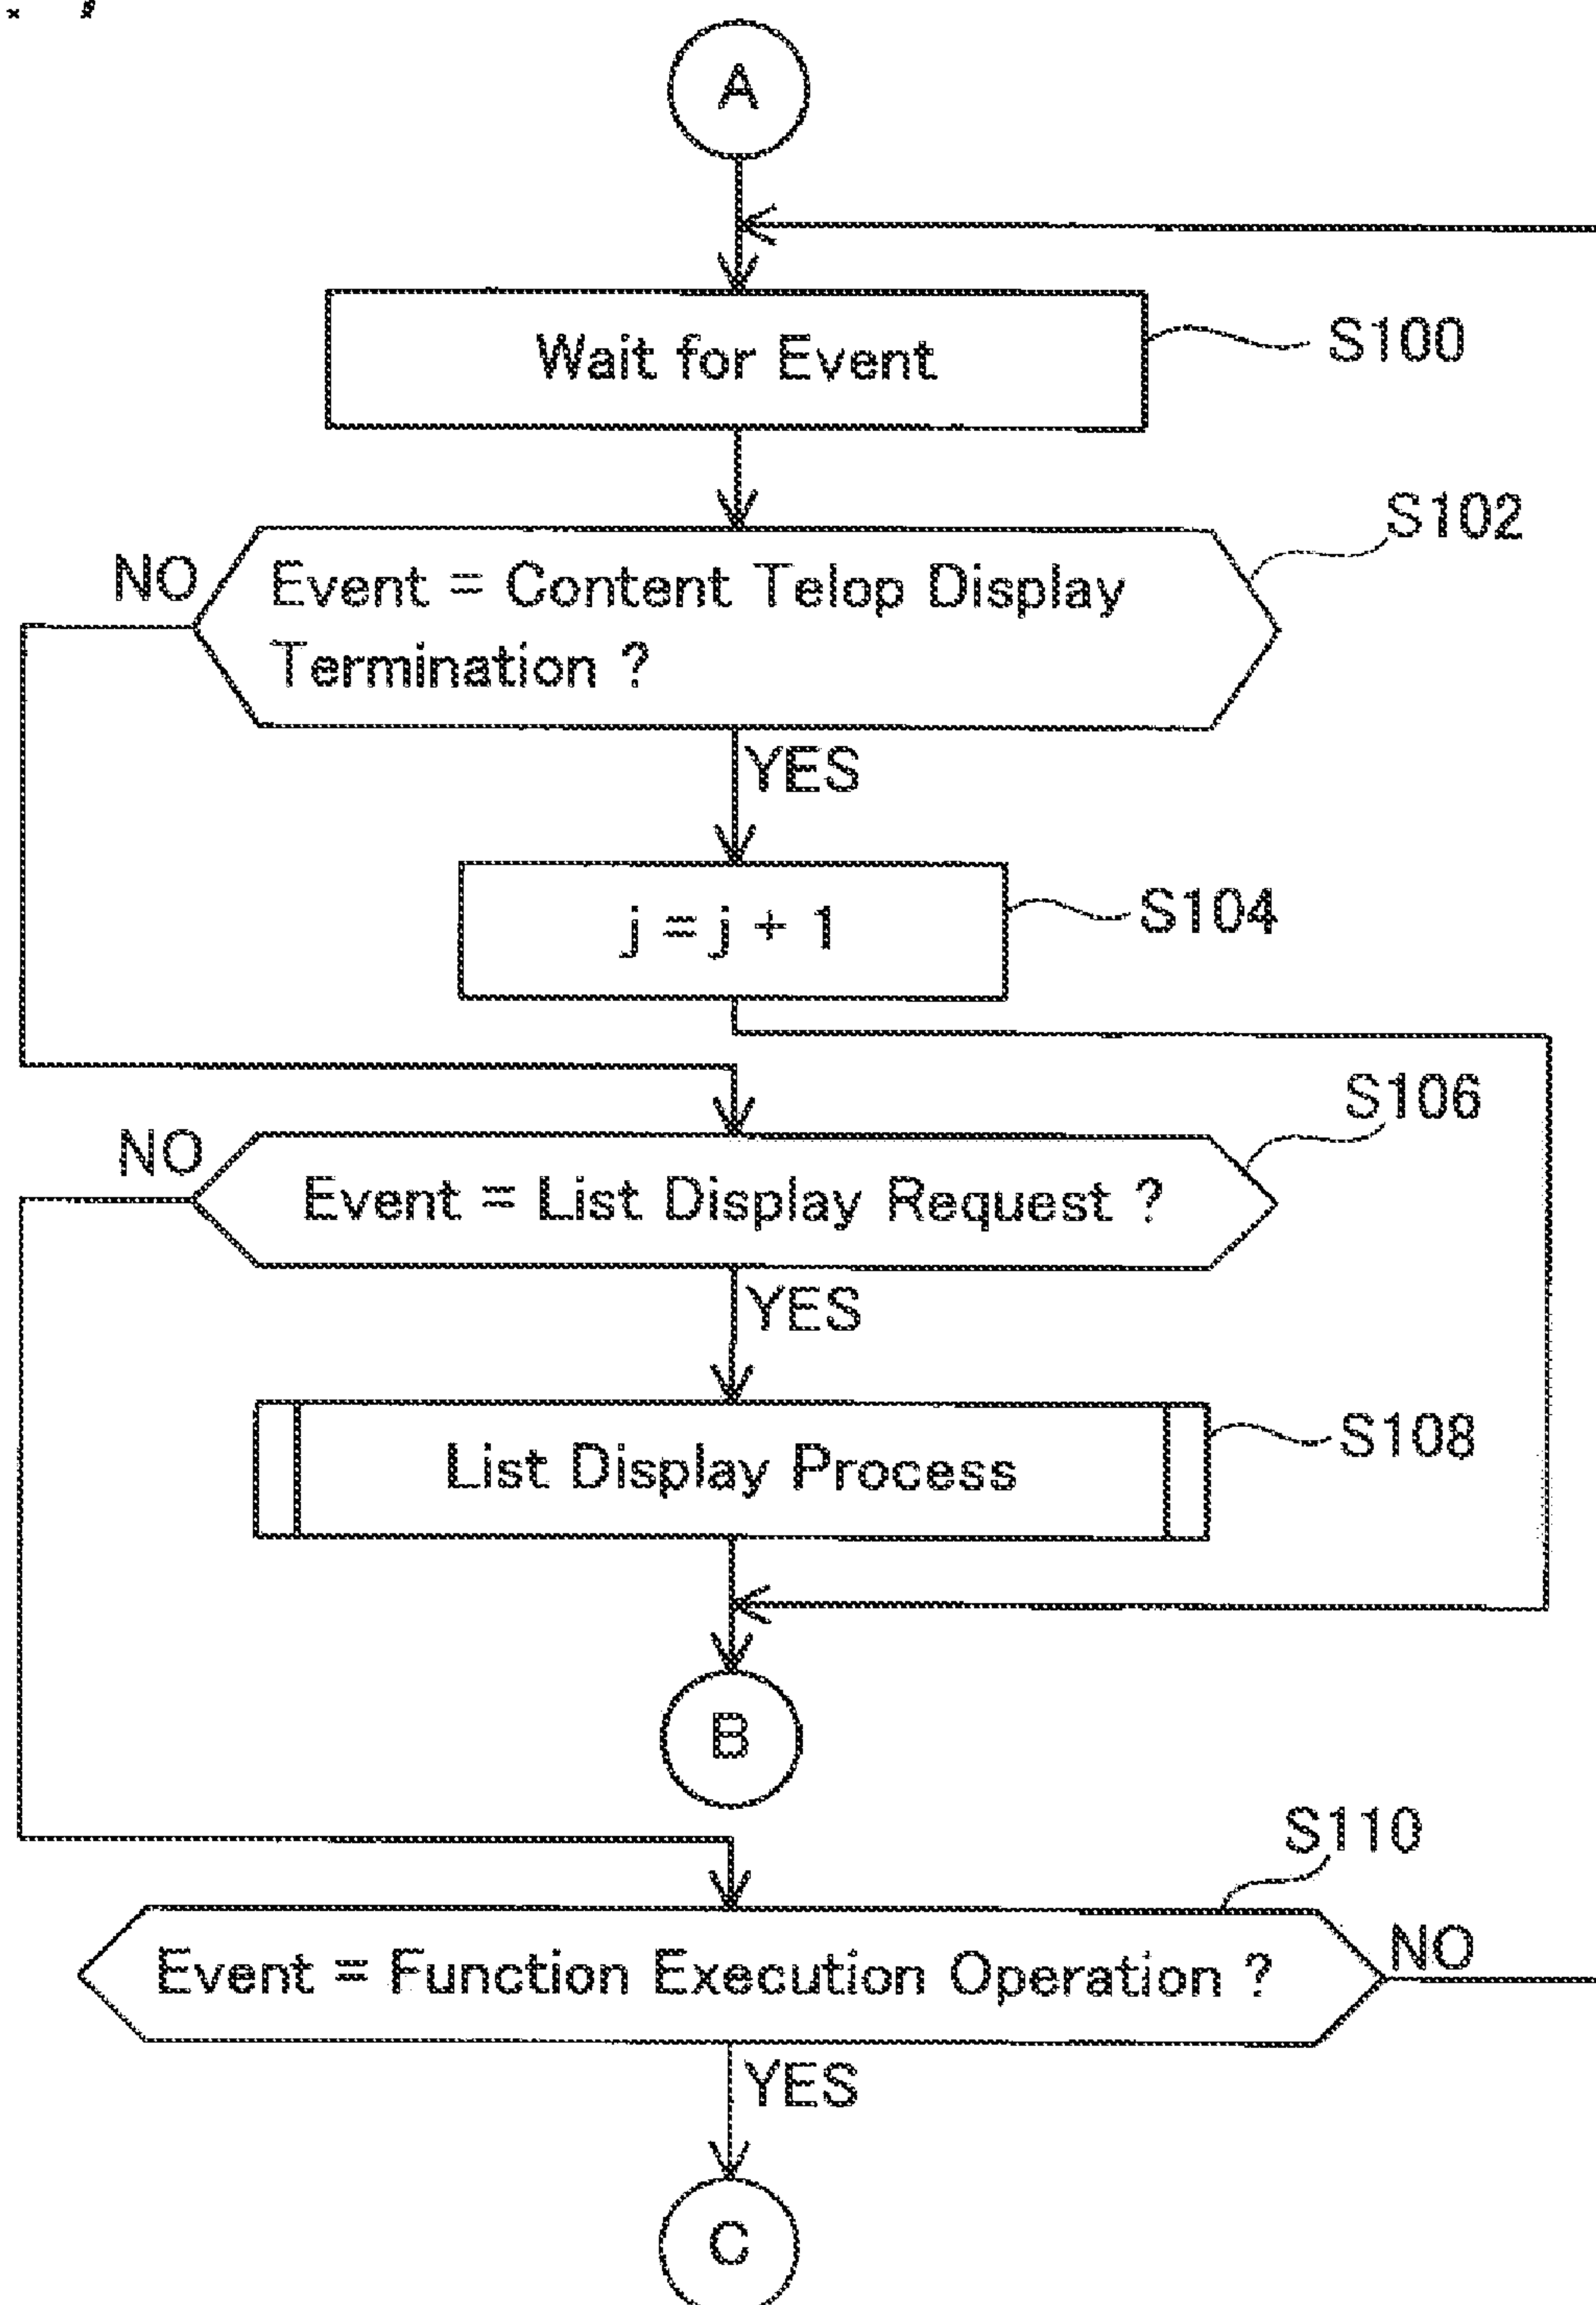 A
Wait for Event
S100
S102
NO
Event = Content Telop Display
Termination ?
YES
j = j + 1
S104
S106
NO
Event = List Display Request ?
YES
List Display Process
S108
B
S110
Event = Function Execution Operation ?
NO
YES
C